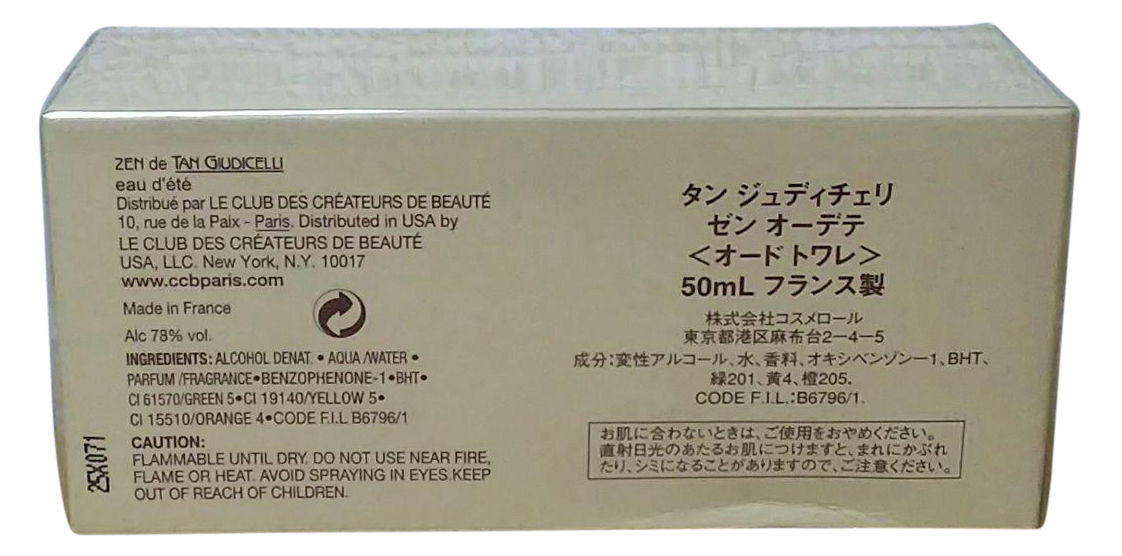 ZEN de TAN GIUDICELLI
eau d'été
Distribué par LE CLUB DES CRÉATEURS DE BEAUTÉ
10, rue de la Paix - Paris. Distributed in USA by
LE CLUB DES CRÉATEURS DE BEAUTÉ
USA, LLC. New York, N.Y. 10017
www.ccbparis.com
Made in France
Alc 78% vol.
INGREDIENTS: ALCOHOL DENAT. • AQUA /WATER •
PARFUM /FRAGRANCE•BENZOPHENONE-1•BHT•
CI 61570/GREEN 5•CI 19140/YELLOW 5•
CI 15510/ORANGE 4•CODE F.I.L B6796/1
CAUTION:
FLAMMABLE UNTIL DRY. DO NOT USE NEAR FIRE,
FLAME OR HEAT. AVOID SPRAYING IN EYES.KEEP
OUT OF REACH OF CHILDREN.
25X071
タン ジュディチェリ
ゼン オーデテ
＜オード トワレ＞
50mL フランス製
株式会社コスメロール
東京都港区麻布台2−4−5
成分:変性アルコール、水、香料、オキシベンゾン−1、BHT、
緑201、黄4、橙205.
CODE F.I.L.:B6796/1.
お肌に合わないときは、ご使用をおやめください。
直射日光のあたるお肌につけますと、まれにかぶれ
たり、シミになることがありますので、ご注意ください。